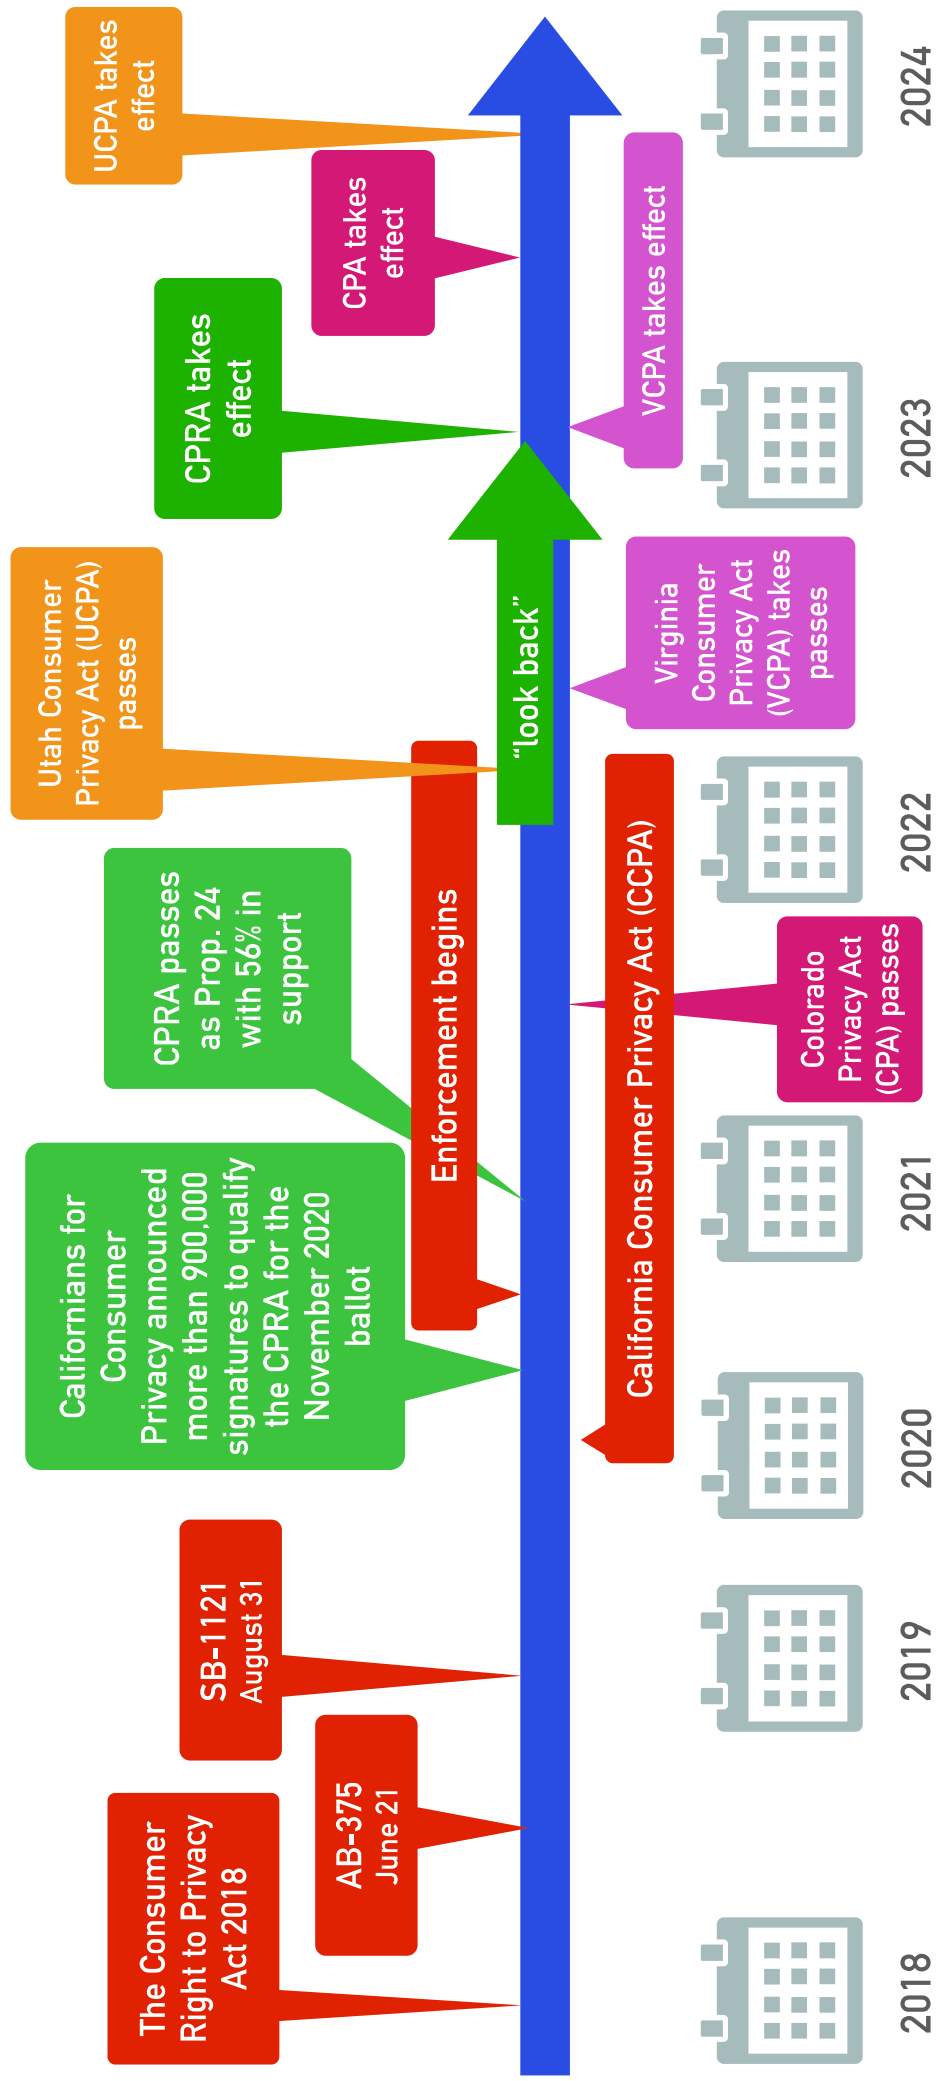 The Consumer
Right to Privacy
Act 2018
AB-375
June 21
SB-1121
August 31
Californians for
Consumer
Privacy announced
more than 900,000
signatures to qualify
the CPRA for the
November 2020
ballot
CPRA passes
as Prop. 24
with 56% in
support
Enforcement begins
Utah Consumer
Privacy Act (UCPA)
passes
"look back"
CPRA takes
effect
CPA takes
effect
UCPA takes
effect
California Consumer Privacy Act (CCPA)
Colorado
Privacy Act
(CPA) passes
Virginia
Consumer
Privacy Act
(VCPA) takes
passes
VCPA takes effect
2018
2019
2020
2021
2022
2023
2024